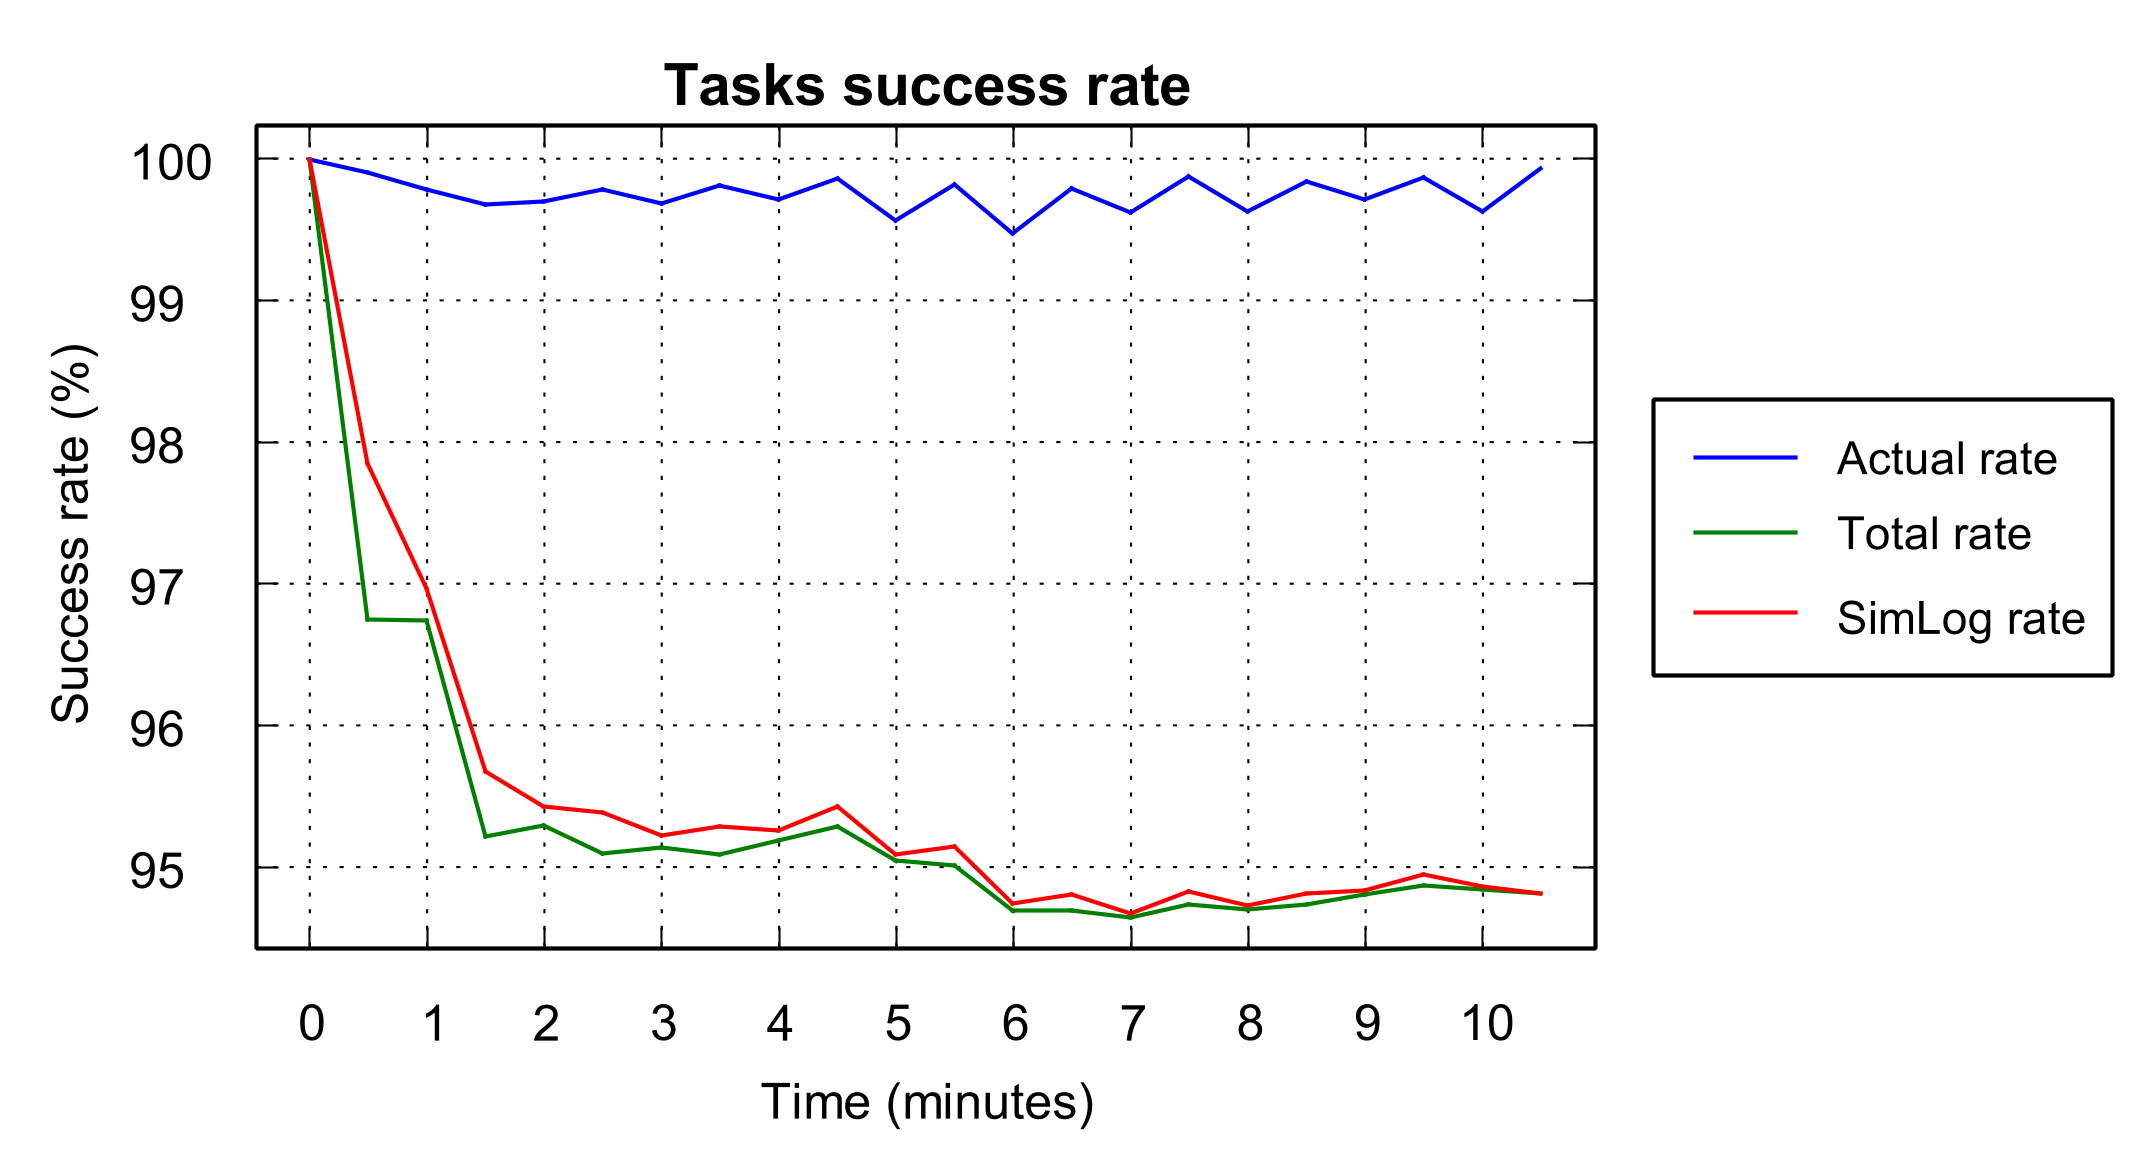 Tasks success rate
100
99
98
97
96
95
Success rate (%)
0 1 2 3 4 5 6 7 8 9 10
Time (minutes)
Actual rate
Total rate
SimLog rate